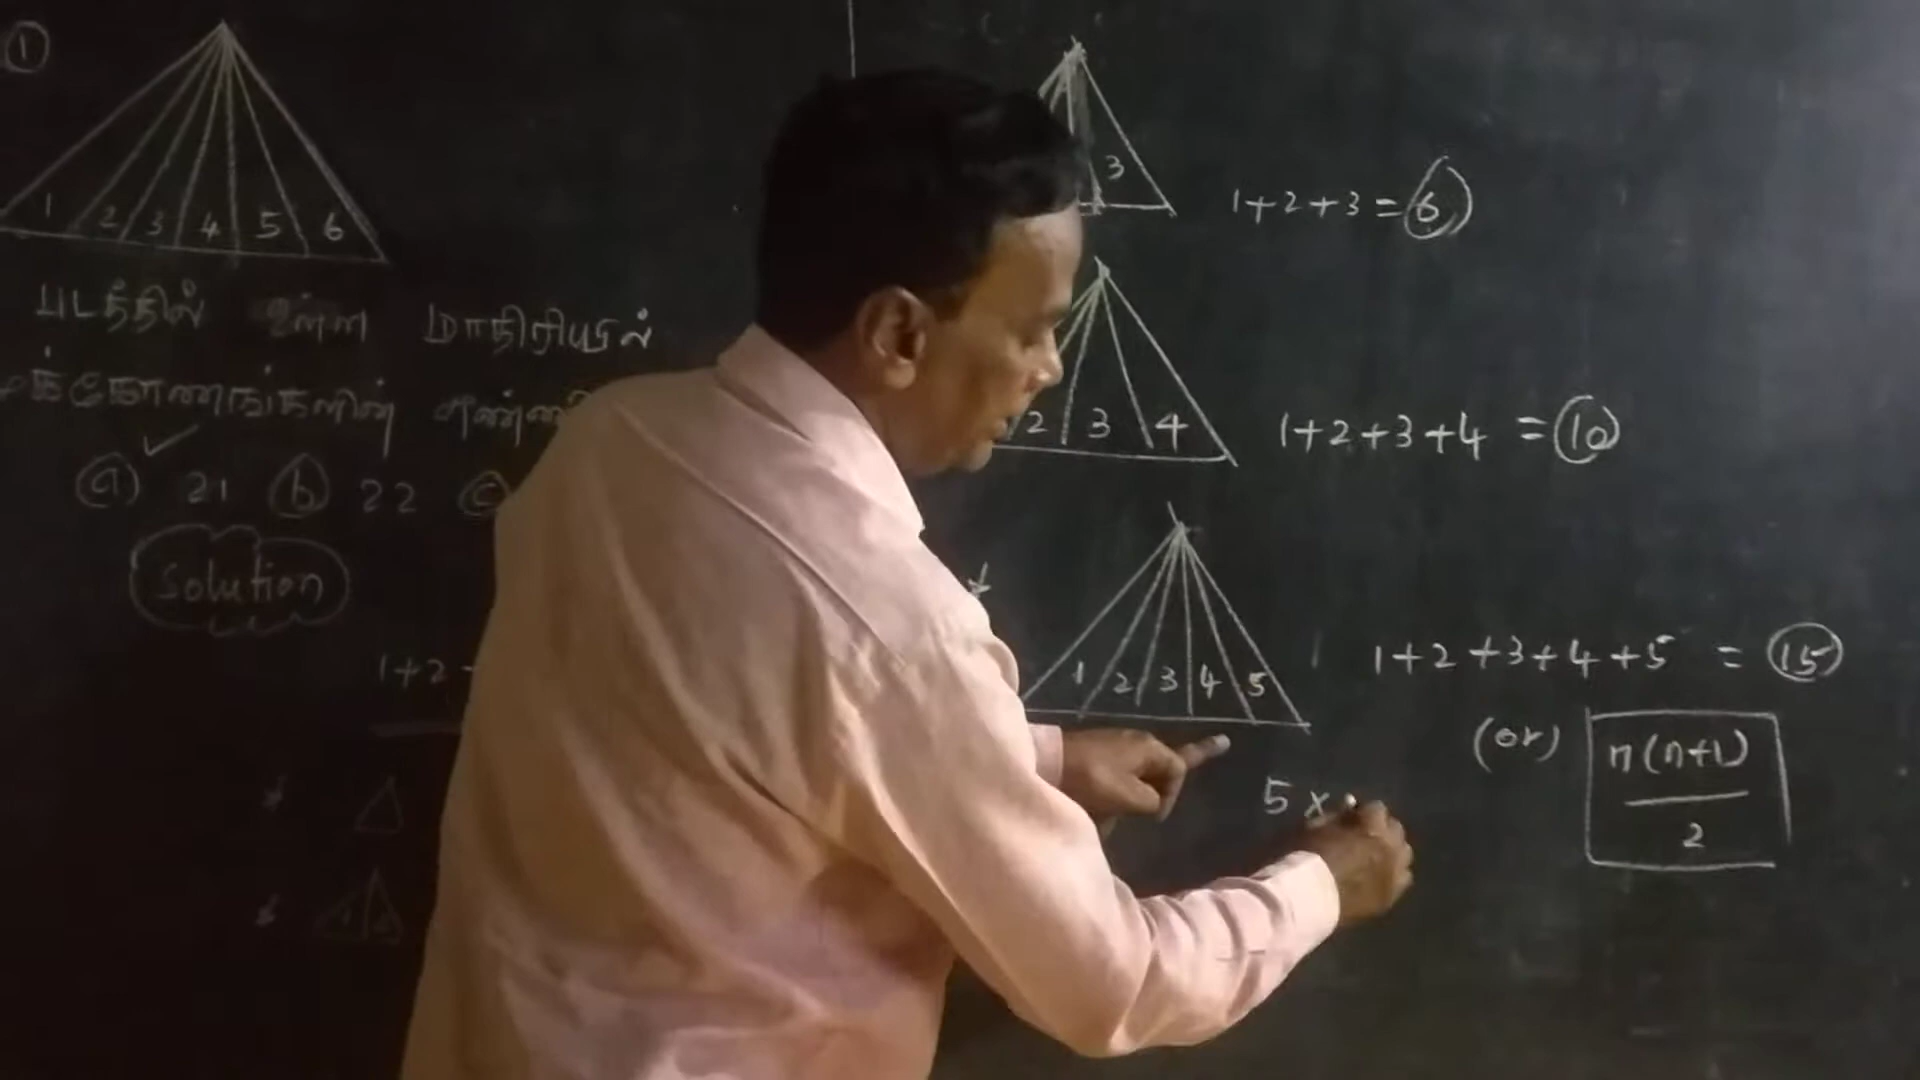 1
1 2 3 4 5 6
படத்தில் உள்ள மாதிரியில்
முக்கோணங்களின்
(a) 21 (b) 22 (c)
Solution
1+2
3
1+2+3 = 6
2 3 4
1+2+3+4 = 10
1 2 3 4 5
1+2+3+4+5 = 15
(or) n(n+1)
2
5 x